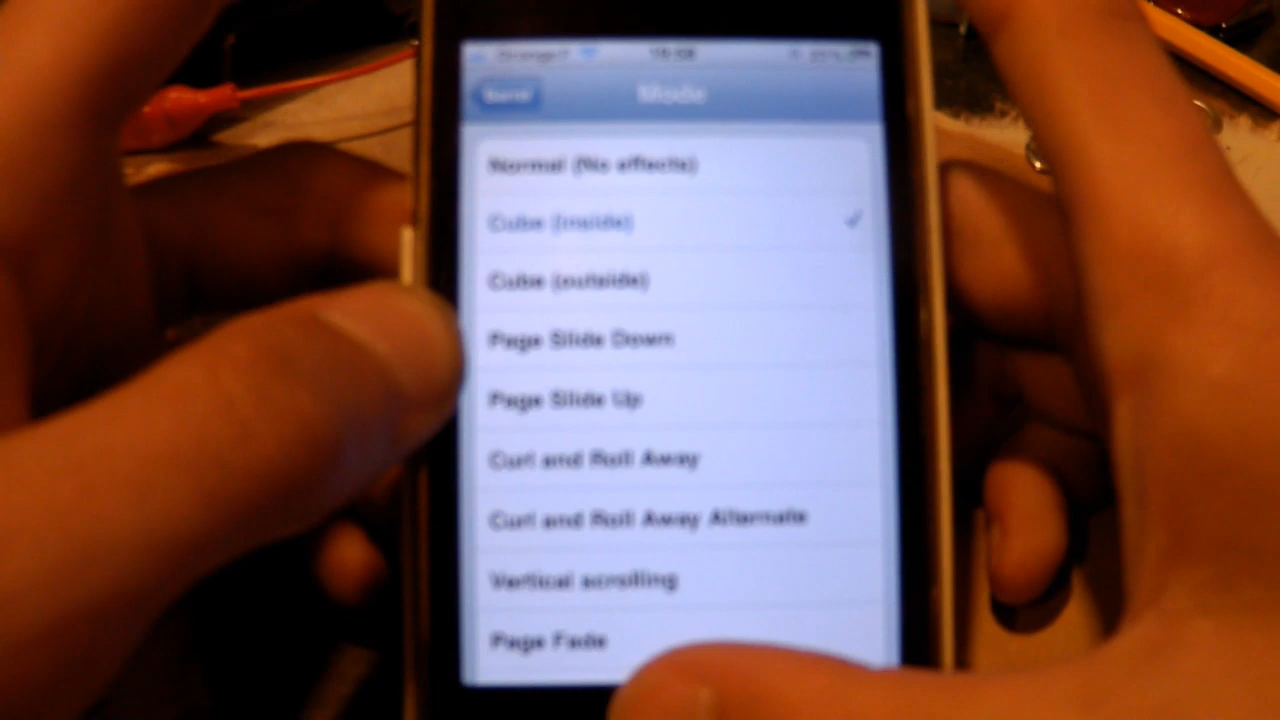 Mode
Normal (No effects)
Cube (inside)
Cube (outside)
Page Slide Down
Page Slide Up
Curl and Roll Away
Curl and Roll Away Alternate
Vertical scrolling
Page Fade